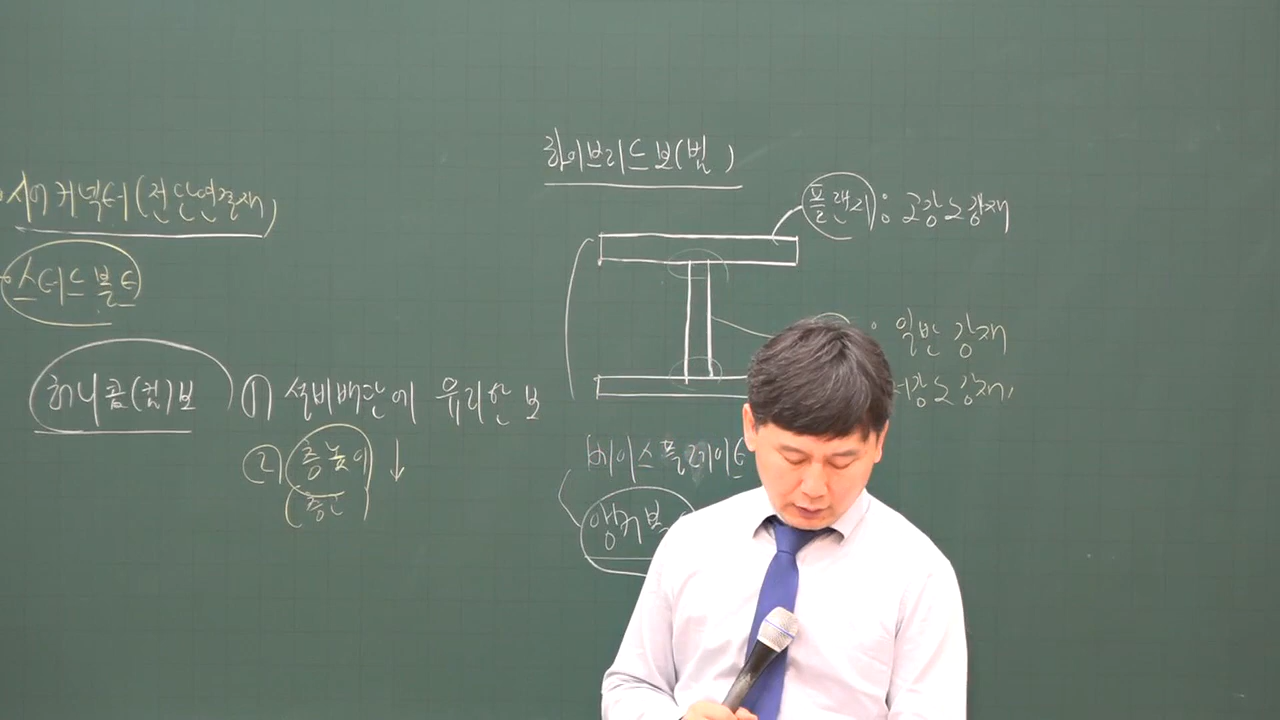 시어커넥터(전단연결재)
스터드볼트
허니콤(컴)보
1) 설비배관에 유리한 보
2) 층높이 ↓
(층고)
하이브리드 보(빔)
플랜지 : 고강도강재
: 일반 강재
강도 강재)
베이스 플레이트
앵커 볼